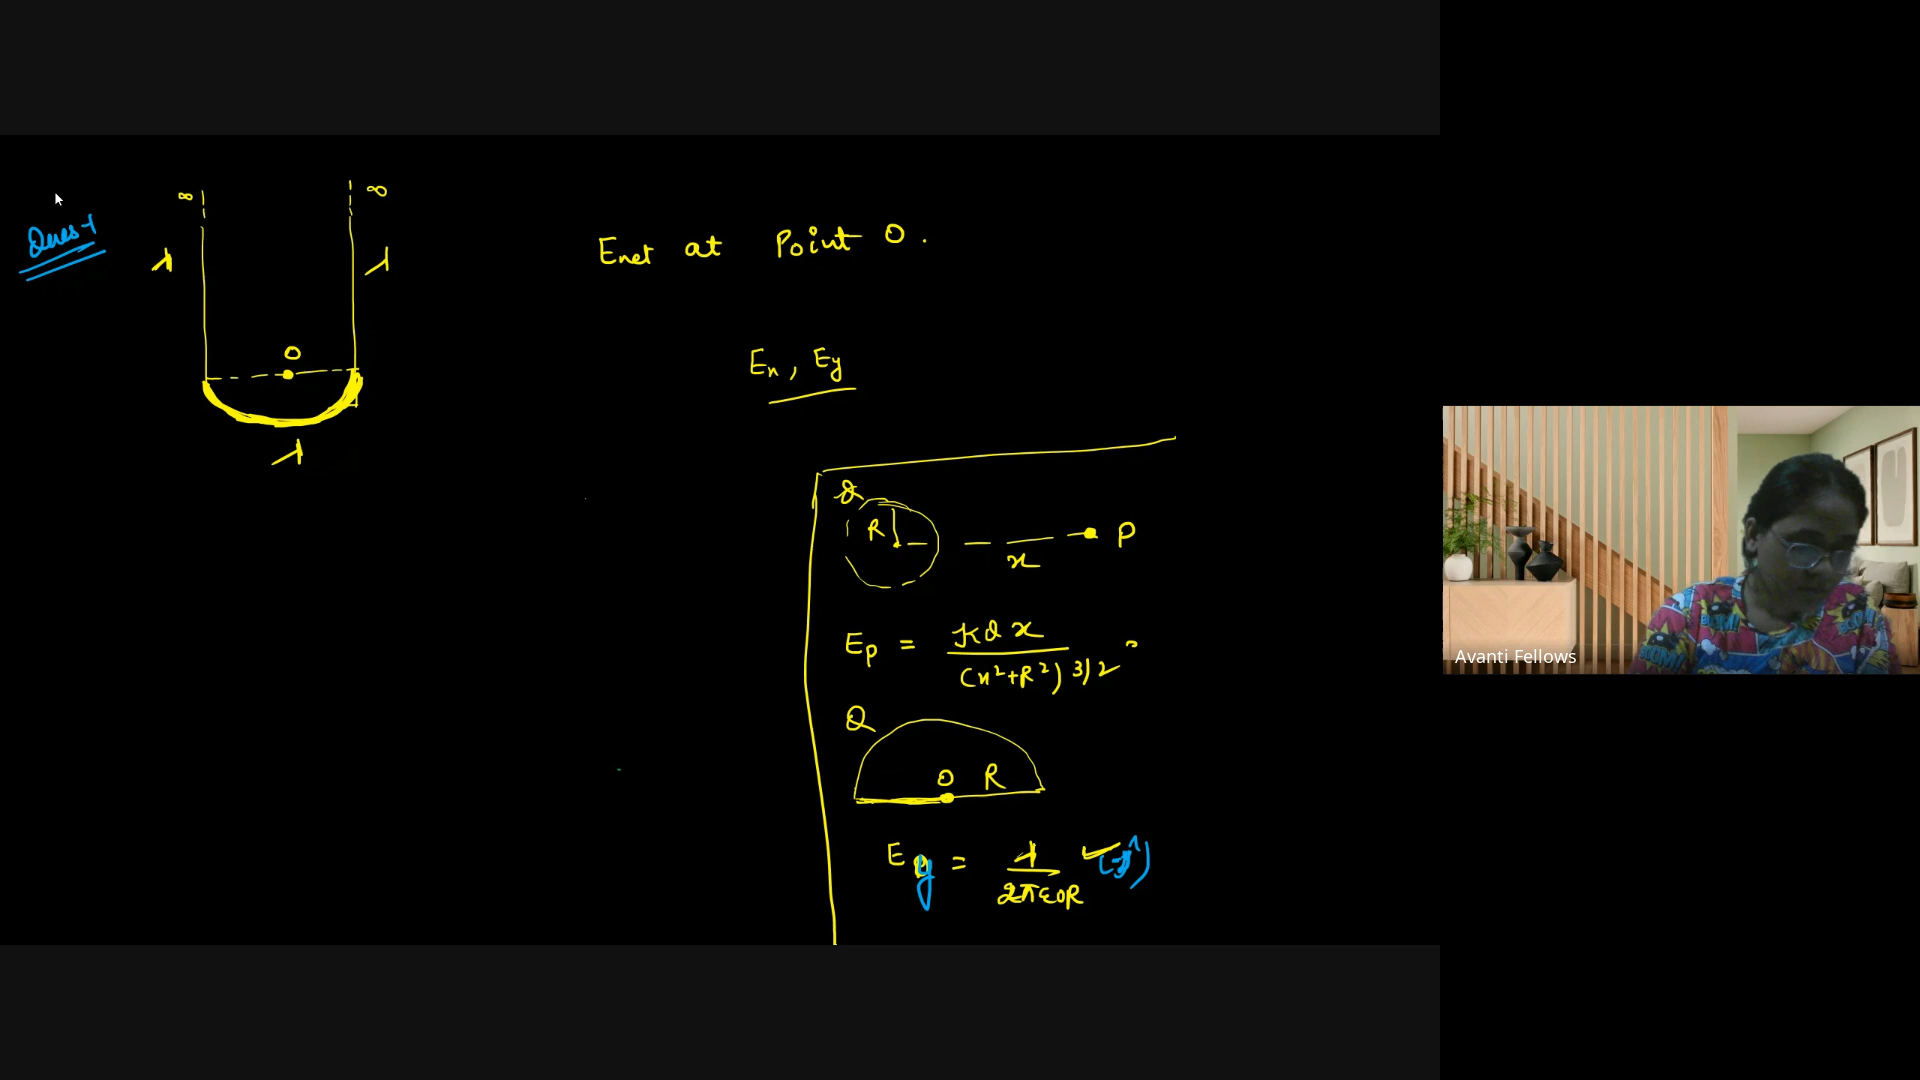 ∞ ∞
Ques-1
λ λ
Enet at Point O.
O
Ex, Ey
λ
Q
R
P
x
Ep = KQx / (x²+R²)3/2
Q
O R
Ey = λ / 2πε0R (-ĵ)
Avanti Fellows